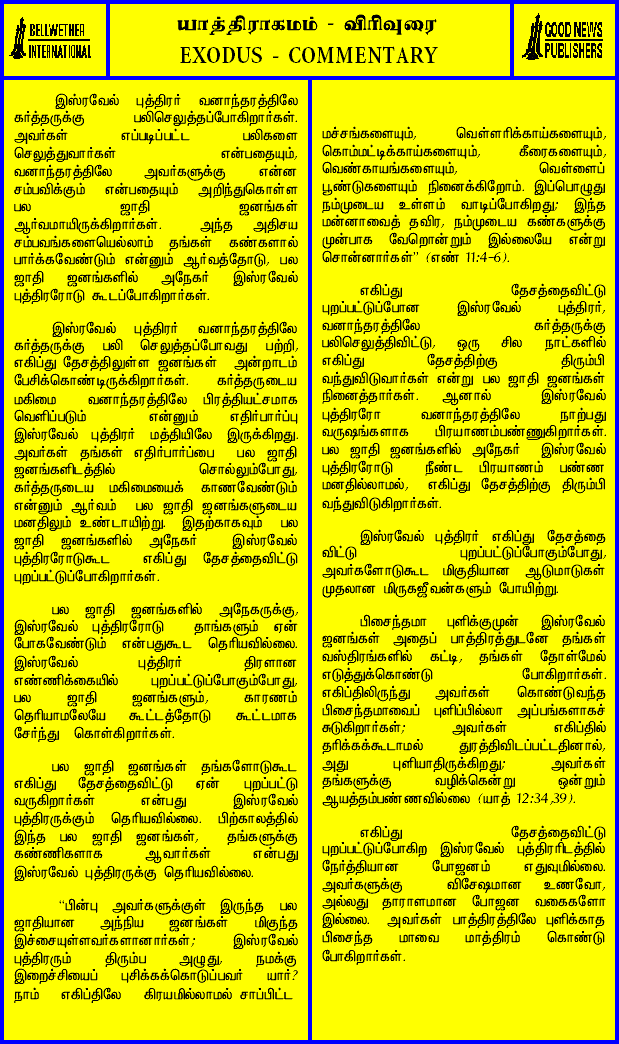 BELLWETHER
INTERNATIONAL
யாத்திராகமம் - விரிவுரை
EXODUS - COMMENTARY
GOOD NEWS
PUBLISHERS
இஸ்ரவேல் புத்திரர் வனாந்தரத்திலே
கர்த்தருக்கு பலிசெலுத்தப்போகிறார்கள்.
அவர்கள் எப்படிப்பட்ட பலிகளை
செலுத்துவார்கள் என்பதையும்,
வனாந்தரத்திலே அவர்களுக்கு என்ன
சம்பவிக்கும் என்பதையும் அறிந்துகொள்ள
பல ஜாதி ஜனங்கள்
ஆர்வமாயிருக்கிறார்கள். அந்த அதிசய
சம்பவங்களையெல்லாம் தங்கள் கண்களால்
பார்க்கவேண்டும் என்னும் ஆர்வத்தோடு, பல
ஜாதி ஜனங்களில் அநேகர் இஸ்ரவேல்
புத்திரரோடு கூடப்போகிறார்கள்.
இஸ்ரவேல் புத்திரர் வனாந்தரத்திலே
கர்த்தருக்கு பலி செலுத்தப்போவது பற்றி,
எகிப்து தேசத்திலுள்ள ஜனங்கள் அன்றாடம்
பேசிக்கொண்டிருக்கிறார்கள். கர்த்தருடைய
மகிமை வனாந்தரத்திலே பிரத்தியட்சமாக
வெளிப்படும் என்னும் எதிர்பார்ப்பு
இஸ்ரவேல் புத்திரர் மத்தியிலே இருக்கிறது.
அவர்கள் தங்கள் எதிர்பார்ப்பை பல ஜாதி
ஜனங்களிடத்தில் சொல்லும்போது,
கர்த்தருடைய மகிமையைக் காணவேண்டும்
என்னும் ஆர்வம் பல ஜாதி ஜனங்களுடைய
மனதிலும் உண்டாயிற்று. இதற்காகவும் பல
ஜாதி ஜனங்களில் அநேகர் இஸ்ரவேல்
புத்திரரோடுகூட எகிப்து தேசத்தைவிட்டு
புறப்பட்டுப்போகிறார்கள்.
பல ஜாதி ஜனங்களில் அநேகருக்கு,
இஸ்ரவேல் புத்திரரோடு தாங்களும் ஏன்
போகவேண்டும் என்பதுகூட தெரியவில்லை.
இஸ்ரவேல் புத்திரர் திரளான
எண்ணிக்கையில் புறப்பட்டுப்போகும்போது,
பல ஜாதி ஜனங்களும், காரணம்
தெரியாமலேயே கூட்டத்தோடு கூட்டமாக
சேர்ந்து கொள்கிறார்கள்.
பல ஜாதி ஜனங்கள் தங்களோடுகூட
எகிப்து தேசத்தைவிட்டு ஏன் புறப்பட்டு
வருகிறார்கள் என்பது இஸ்ரவேல்
புத்திரருக்கும் தெரியவில்லை. பிற்காலத்தில்
இந்த பல ஜாதி ஜனங்கள், தங்களுக்கு
கண்ணிகளாக ஆவார்கள் என்பது
இஸ்ரவேல் புத்திரருக்கு தெரியவில்லை.
“பின்பு அவர்களுக்குள் இருந்த பல
ஜாதியான அந்நிய ஜனங்கள் மிகுந்த
இச்சையுள்ளவர்களானார்கள்; இஸ்ரவேல்
புத்திரரும் திரும்ப அழுது, நமக்கு
இறைச்சியைப் புசிக்கக்கொடுப்பவர் யார்?
நாம் எகிப்திலே கிரயமில்லாமல் சாப்பிட்ட
மச்சங்களையும், வெள்ளரிக்காய்களையும்,
கொம்மட்டிக்காய்களையும், கீரைகளையும்,
வெண்காயங்களையும், வெள்ளைப்
பூண்டுகளையும் நினைக்கிறோம். இப்பொழுது
நம்முடைய உள்ளம் வாடிப்போகிறது; இந்த
மன்னாவைத் தவிர, நம்முடைய கண்களுக்கு
முன்பாக வேறொன்றும் இல்லையே என்று
சொன்னார்கள்” (எண் 11:4-6).
எகிப்து தேசத்தைவிட்டு
புறப்பட்டுப்போன இஸ்ரவேல் புத்திரர்,
வனாந்தரத்திலே கர்த்தருக்கு
பலிசெலுத்திவிட்டு, ஒரு சில நாட்களில்
எகிப்து தேசத்திற்கு திரும்பி
வந்துவிடுவார்கள் என்று பல ஜாதி ஜனங்கள்
நினைத்தார்கள். ஆனால் இஸ்ரவேல்
புத்திரரோ வனாந்தரத்திலே நாற்பது
வருஷங்களாக பிரயாணம்பண்ணுகிறார்கள்.
பல ஜாதி ஜனங்களில் அநேகர் இஸ்ரவேல்
புத்திரரோடு நீண்ட பிரயாணம் பண்ண
மனதில்லாமல், எகிப்து தேசத்திற்கு திரும்பி
வந்துவிடுகிறார்கள்.
இஸ்ரவேல் புத்திரர் எகிப்து தேசத்தை
விட்டு புறப்பட்டுப்போகும்போது,
அவர்களோடுகூட மிகுதியான ஆடுமாடுகள்
முதலான மிருகஜீவன்களும் போயிற்று.
பிசைந்தமா புளிக்குமுன் இஸ்ரவேல்
ஜனங்கள் அதைப் பாத்திரத்துடனே தங்கள்
வஸ்திரங்களில் கட்டி, தங்கள் தோள்மேல்
எடுத்துக்கொண்டு போகிறார்கள்.
எகிப்திலிருந்து அவர்கள் கொண்டுவந்த
பிசைந்தமாவைப் புளிப்பில்லா அப்பங்களாகச்
சுடுகிறார்கள்; அவர்கள் எகிப்தில்
தரிக்கக்கூடாமல் துரத்திவிடப்பட்டதினால்,
அது புளியாதிருக்கிறது; அவர்கள்
தங்களுக்கு வழிக்கென்று ஒன்றும்
ஆயத்தம்பண்ணவில்லை (யாத் 12:34,39).
எகிப்து தேசத்தைவிட்டு
புறப்பட்டுப்போகிற இஸ்ரவேல் புத்திரரிடத்தில்
நேர்த்தியான போஜனம் எதுவுமில்லை.
அவர்களுக்கு விசேஷமான உணவோ,
அல்லது தாராளமான போஜன வகைகளோ
இல்லை. அவர்கள் பாத்திரத்திலே புளிக்காத
பிசைந்த மாவை மாத்திரம் கொண்டு
போகிறார்கள்.